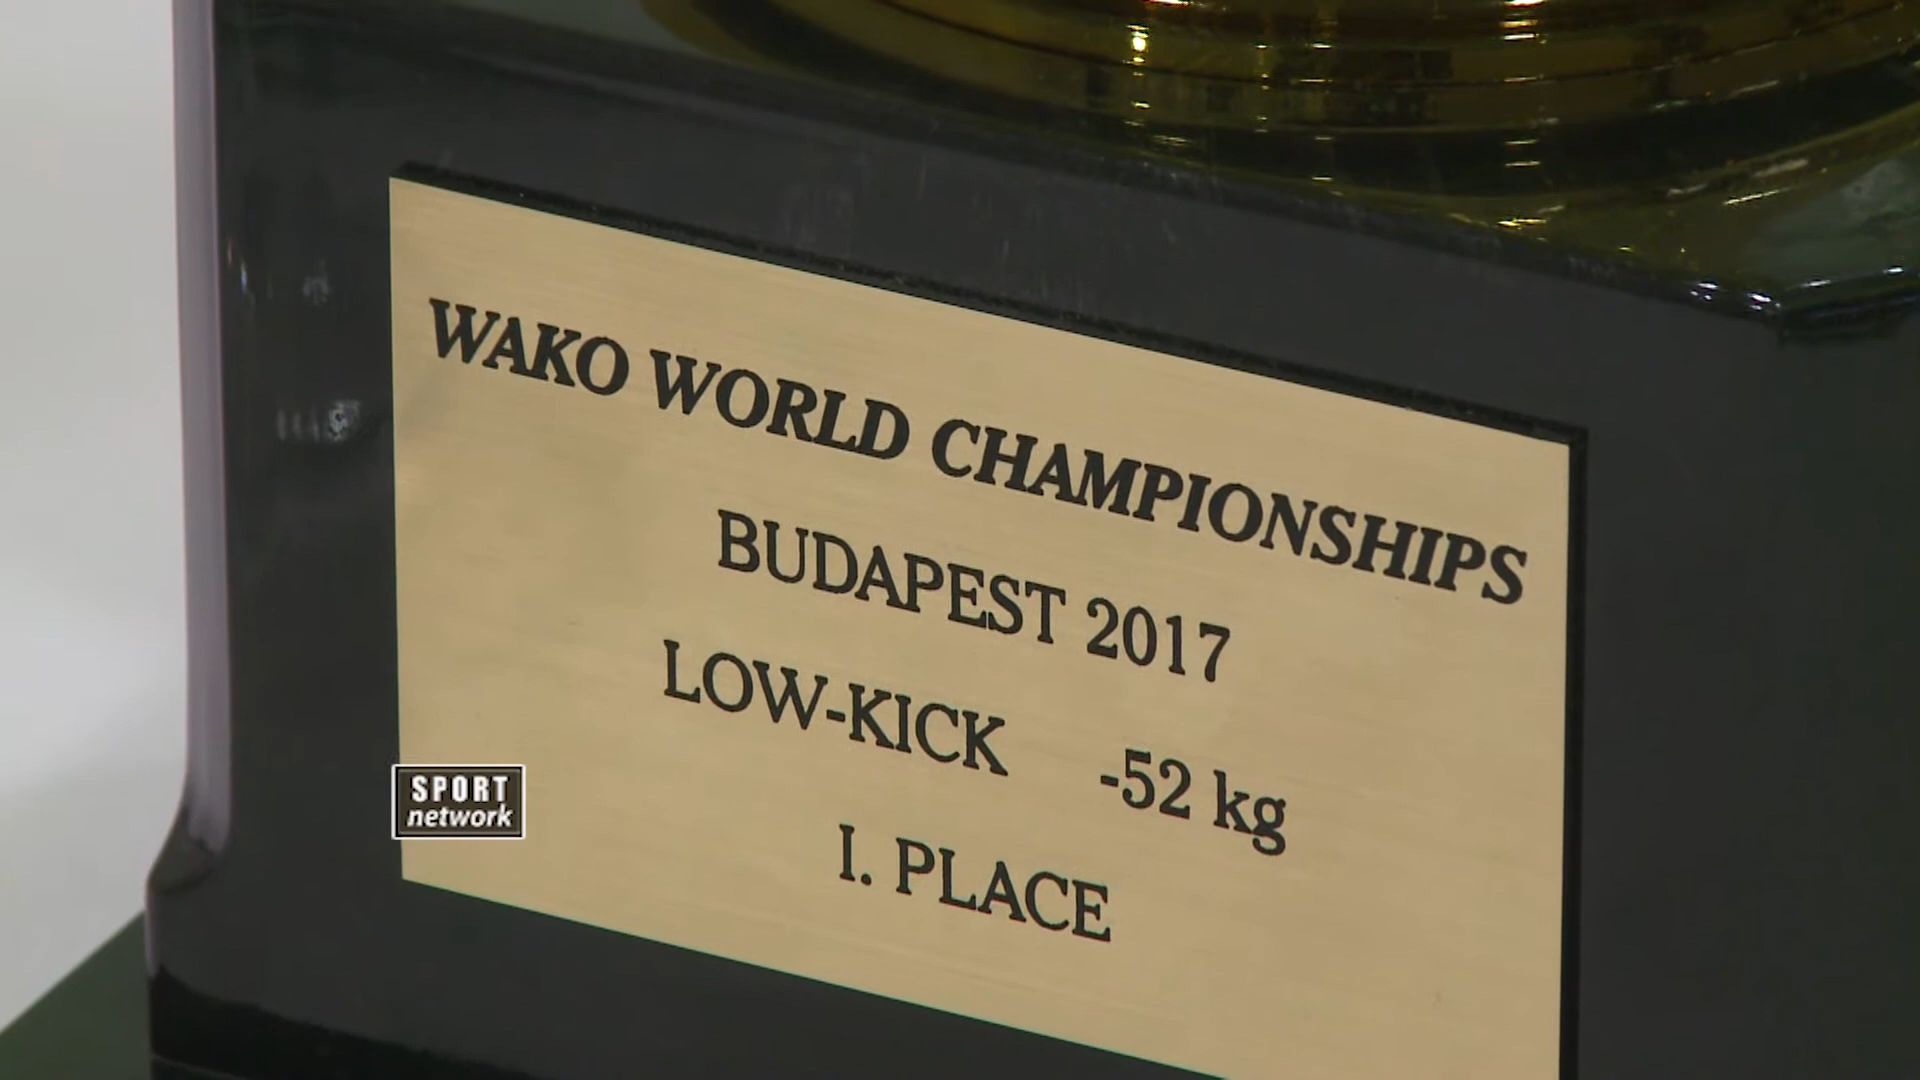 WAKO WORLD CHAMPIONSHIPS
BUDAPEST 2017
LOW-KICK -52 kg
I. PLACE
SPORT
network